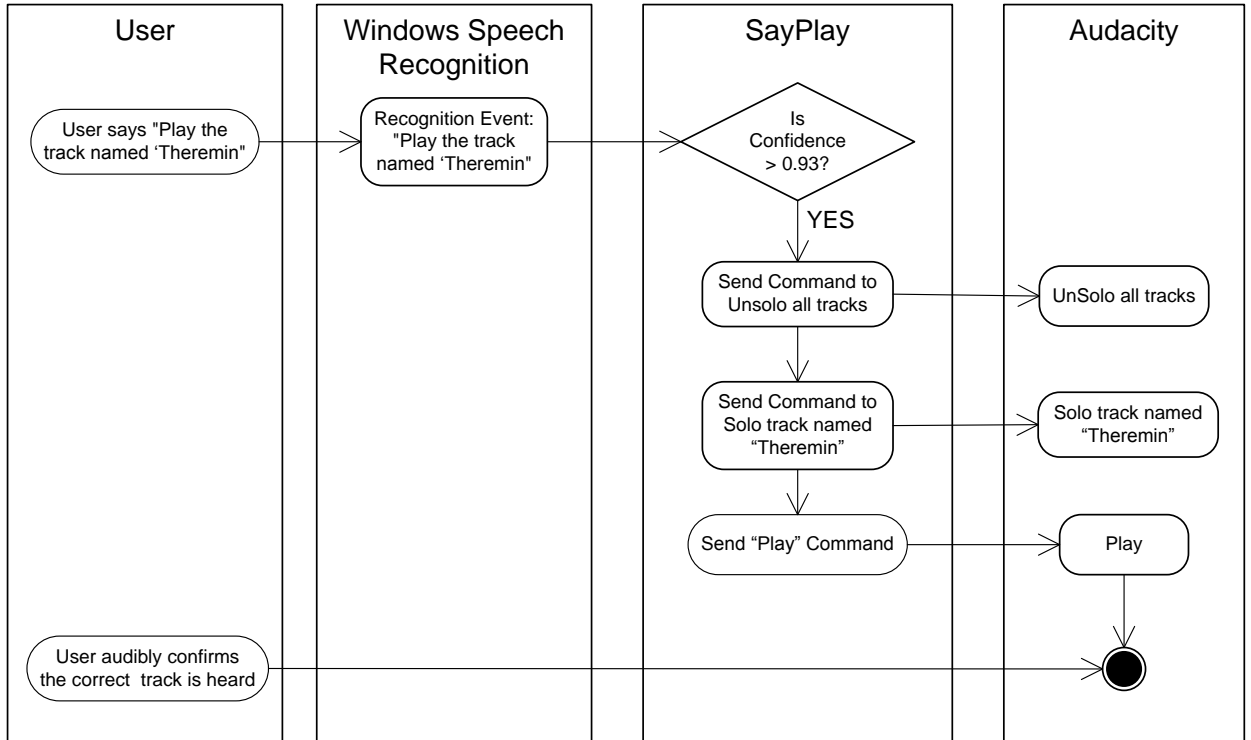 User
Windows Speech
Recognition
SayPlay
Audacity
User says "Play the
track named ‘Theremin"
Recognition Event:
"Play the track
named ‘Theremin"
Is
Confidence
> 0.93?
YES
Send Command to
Unsolo all tracks
UnSolo all tracks
Send Command to
Solo track named
“Theremin”
Solo track named
“Theremin”
Send “Play” Command
Play
User audibly confirms
the correct track is heard